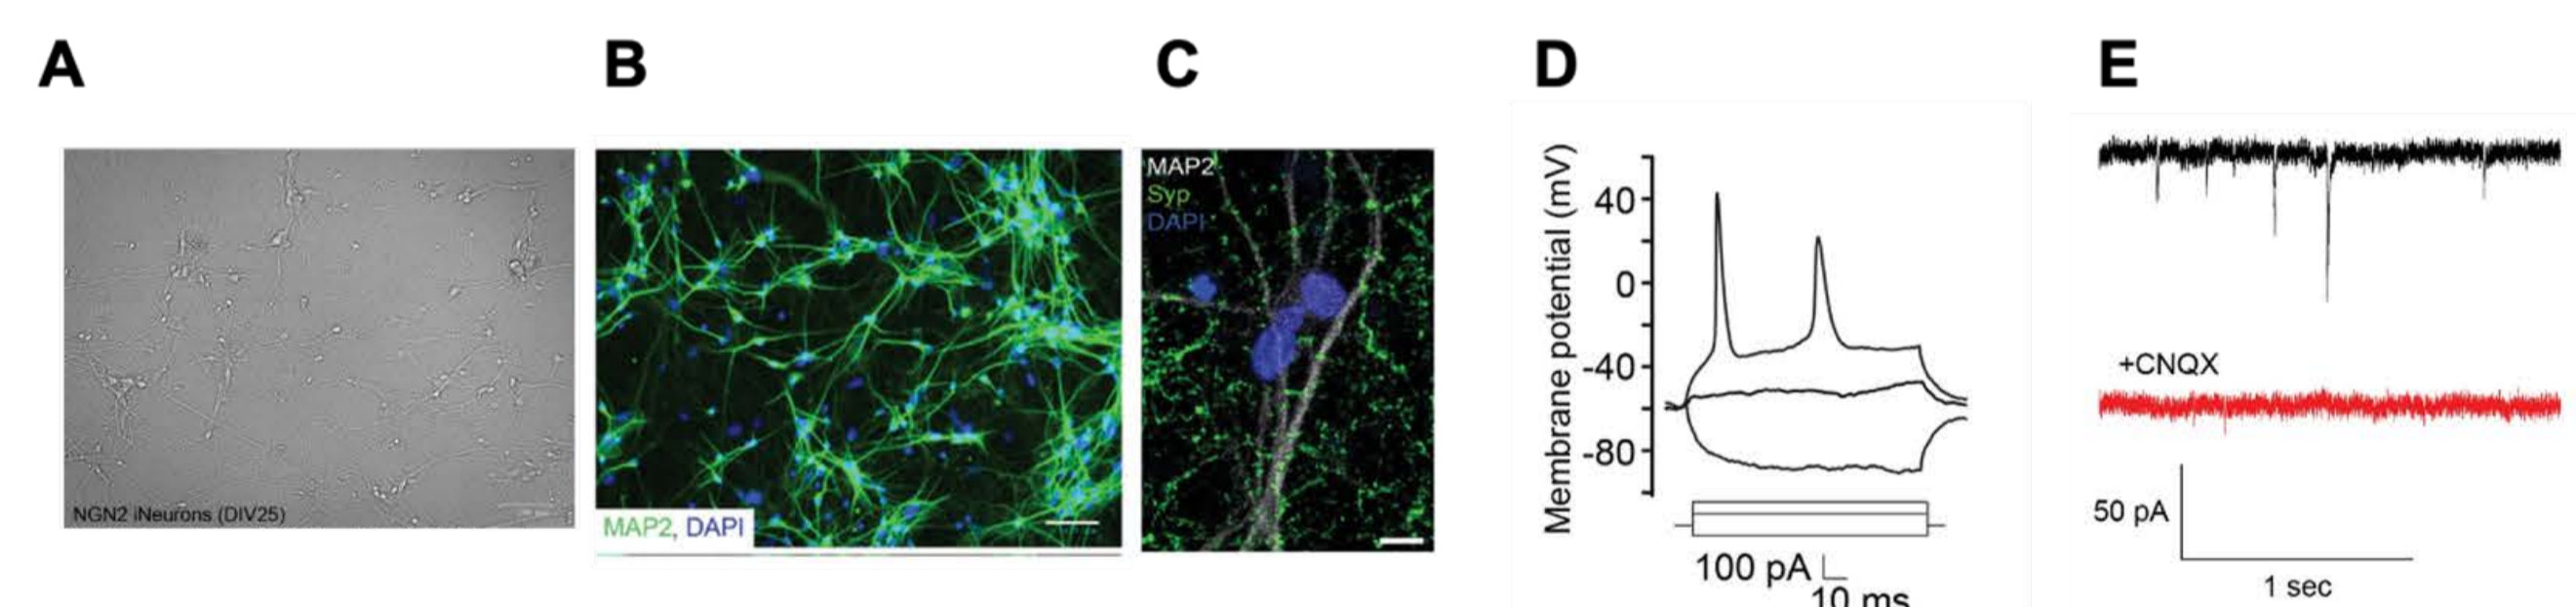 A
B
C
D
E
NGN2 iNeurons (DIV25)
MAP2, DAPI
MAP2
Syp
DAPI
Membrane potential (mV)
40
0
-40
-80
100 pA
10 ms
+CNQX
50 pA
1 sec